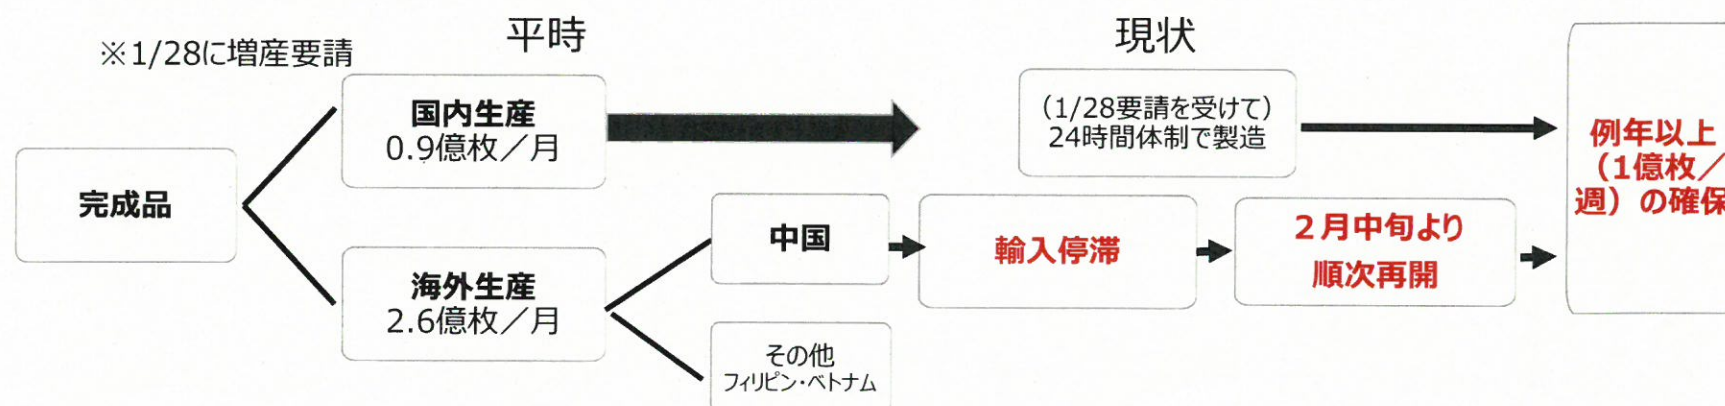 平時
現状
※1/28に増産要請
完成品
国内生産
0.9億枚／月
海外生産
2.6億枚／月
中国
その他
フィリピン・ベトナム
（1/28要請を受けて）
24時間体制で製造
輸入停滞
２月中旬より
順次再開
例年以上
（1億枚／
週）の確保